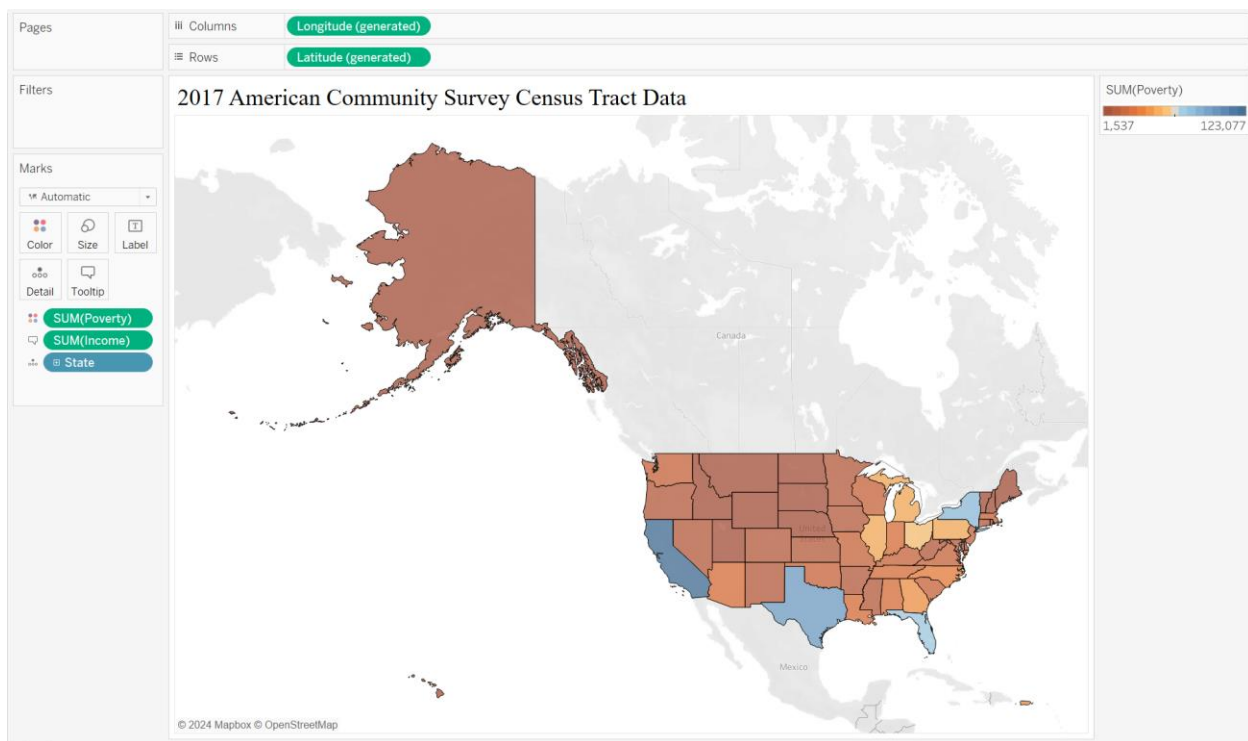 Pages
Columns
Longitude (generated)
Rows
Latitude (generated)
Filters
2017 American Community Survey Census Tract Data
SUM(Poverty)
1,537 123,077
Marks
Automatic
Color Size Label
Detail Tooltip
SUM(Poverty)
SUM(Income)
State
Canada
United
Mexico
© 2024 Mapbox © OpenStreetMap